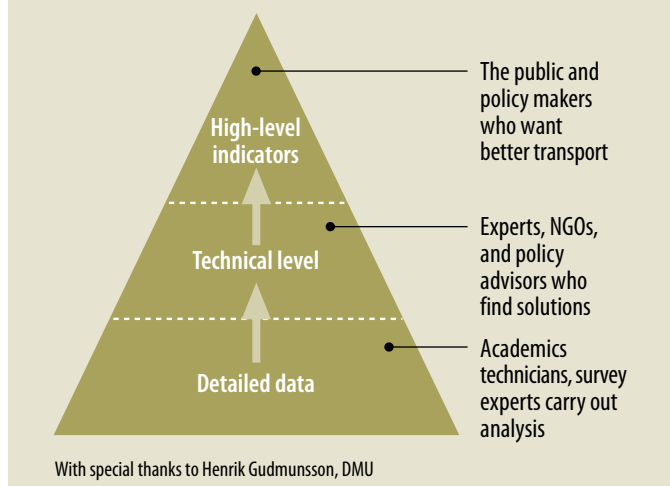 The public and
policy makers
who want
better transport
High-level
indicators
Experts, NGOs,
and policy
advisors who
find solutions
Technical level
Academics
technicians, survey
experts carry out
analysis
Detailed data
With special thanks to Henrik Gudmunsson, DMU